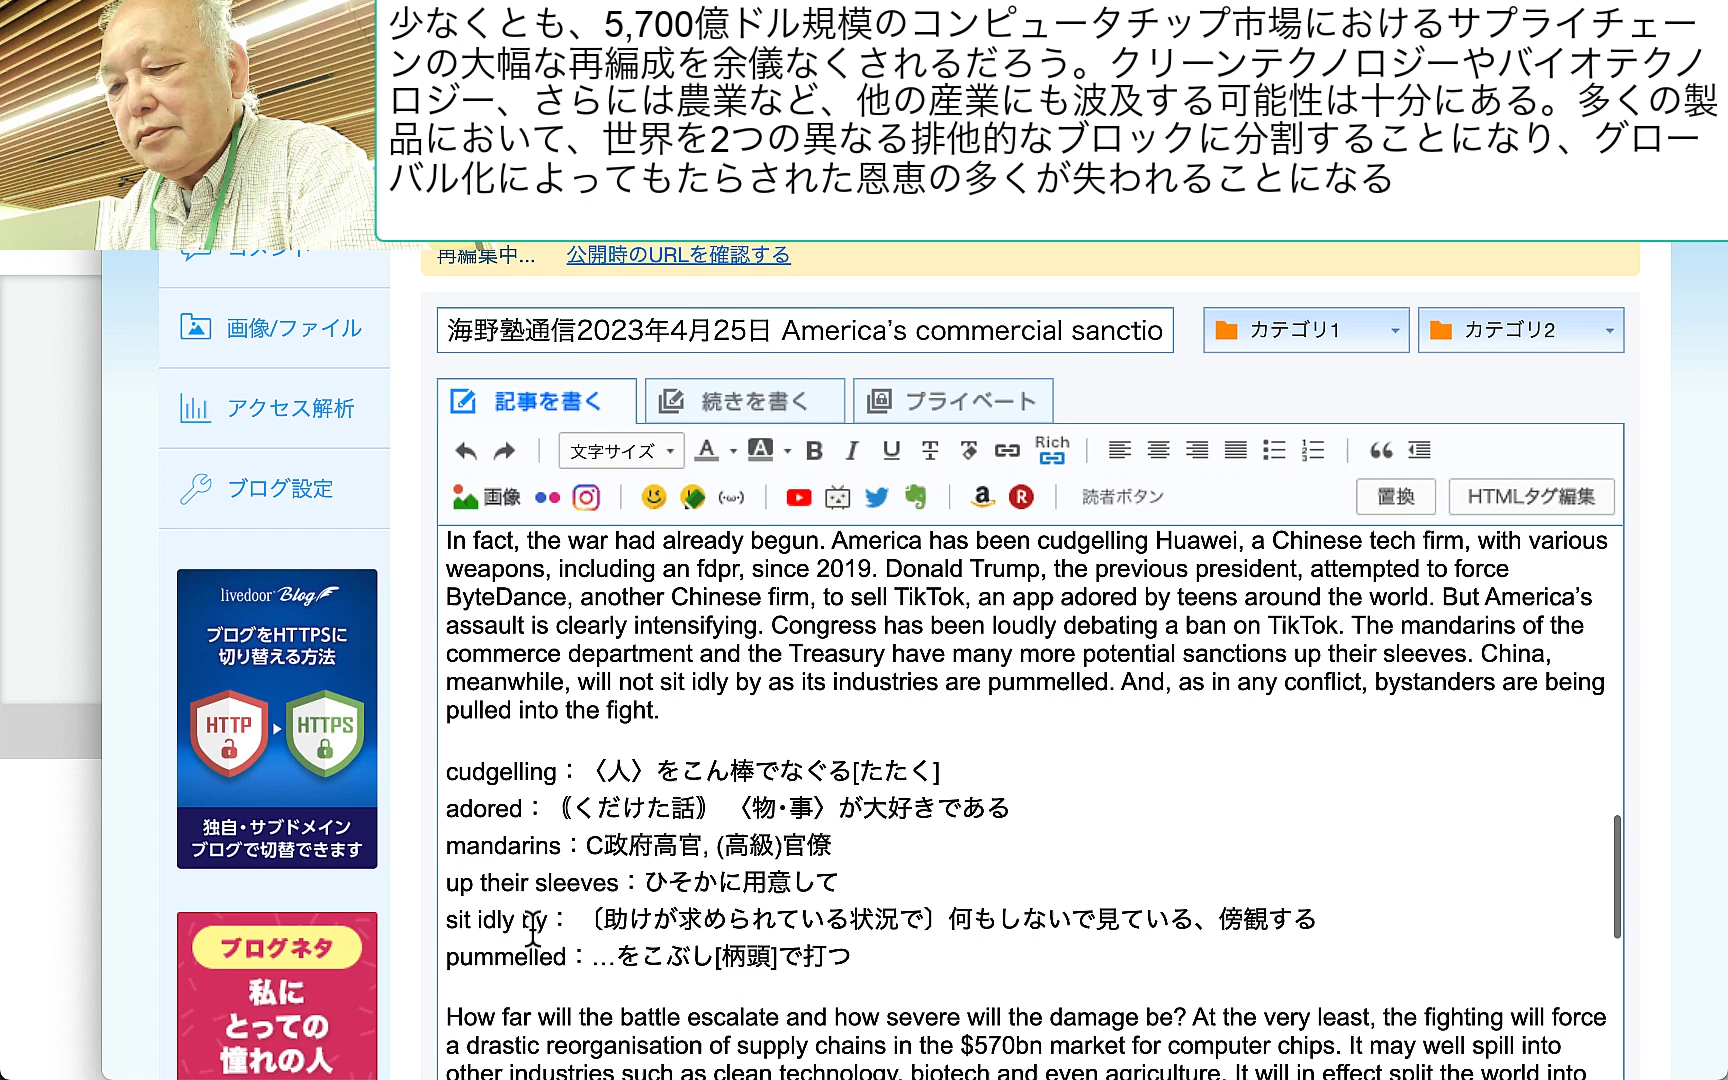 少なくとも、5,700億ドル規模のコンピュータチップ市場におけるサプライチェー
ンの大幅な再編成を余儀なくされるだろう。クリーンテクノロジーやバイオテクノ
ロジー、さらには農業など、他の産業にも波及する可能性は十分にある。多くの製
品において、世界を2つの異なる排他的なブロックに分割することになり、グロー
バル化によってもたらされた恩恵の多くが失われることになる
コメント
再編集中... 公開時のURLを確認する
画像/ファイル
アクセス解析
ブログ設定
海野塾通信2023年4月25日 America's commercial sanctio
カテゴリ1
カテゴリ2
記事を書く
続きを書く
プライベート
文字サイズ
Rich
画像
読者ボタン
置換
HTMLタグ編集
In fact, the war had already begun. America has been cudgelling Huawei, a Chinese tech firm, with various
weapons, including an fdpr, since 2019. Donald Trump, the previous president, attempted to force
ByteDance, another Chinese firm, to sell TikTok, an app adored by teens around the world. But America's
assault is clearly intensifying. Congress has been loudly debating a ban on TikTok. The mandarins of the
commerce department and the Treasury have many more potential sanctions up their sleeves. China,
meanwhile, will not sit idly by as its industries are pummelled. And, as in any conflict, bystanders are being
pulled into the fight.
cudgelling：〈人〉をこん棒でなぐる[たたく]
adored：⦅くだけた話⦆ 〈物・事〉が大好きである
mandarins：C政府高官, (高級)官僚
up their sleeves：ひそかに用意して
sit idly by：〔助けが求められている状況で〕何もしないで見ている、傍観する
pummelled：…をこぶし[柄頭]で打つ
How far will the battle escalate and how severe will the damage be? At the very least, the fighting will force
a drastic reorganisation of supply chains in the $570bn market for computer chips. It may well spill into
other industries such as clean technology, biotech and even agriculture. It will in effect split the world into
livedoor Blog
ブログをHTTPSに
切り替える方法
HTTP
HTTPS
独自・サブドメイン
ブログで切替できます
ブログネタ
私に
とっての
憧れの人